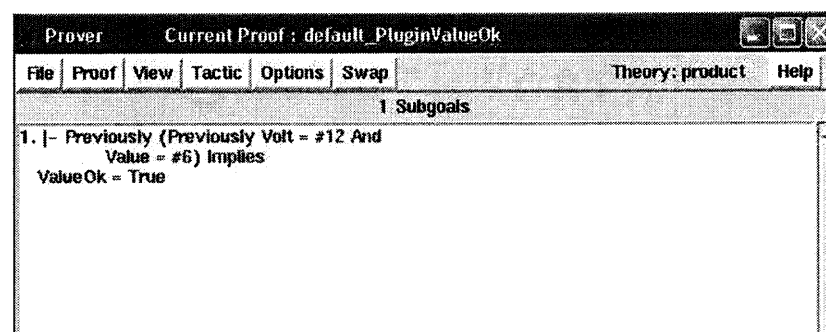 Prover Current Proof : default_PluginValueOk
File Proof View Tactic Options Swap Theory: product Help
1 Subgoals
1. |- Previously (Previously Volt = #12 And
Value = #6) Implies
ValueOk = True